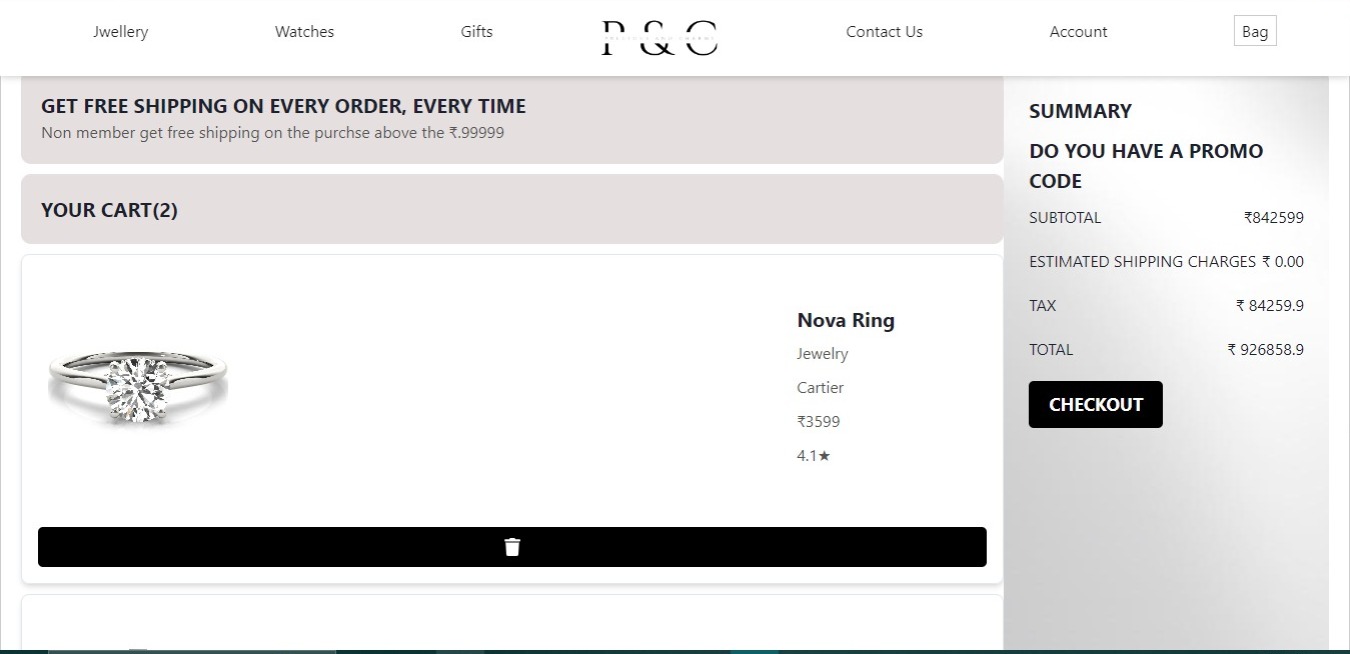 Jwellery
Watches
Gifts
P & C
Contact Us
Account
Bag
GET FREE SHIPPING ON EVERY ORDER, EVERY TIME
Non member get free shipping on the purchse above the ₹.99999
YOUR CART(2)
Nova Ring
Jewelry
Cartier
₹3599
4.1★
SUMMARY
DO YOU HAVE A PROMO
CODE
SUBTOTAL ₹842599
ESTIMATED SHIPPING CHARGES ₹ 0.00
TAX ₹ 84259.9
TOTAL ₹ 926858.9
CHECKOUT